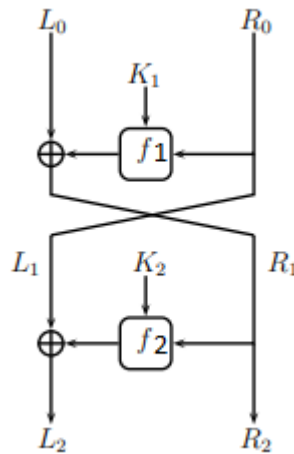 L₀ R₀
K₁
f1
L₁ K₂ R₁
f2
L₂ R₂